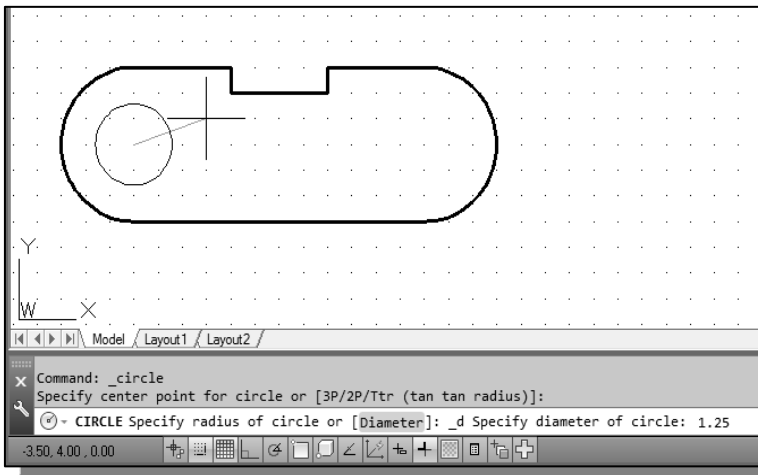 Y
W X
Model Layout1 Layout2
Command: _circle
Specify center point for circle or [3P/2P/Ttr (tan tan radius)]:
CIRCLE Specify radius of circle or [Diameter]: _d Specify diameter of circle: 1.25
-3.50, 4.00 , 0.00